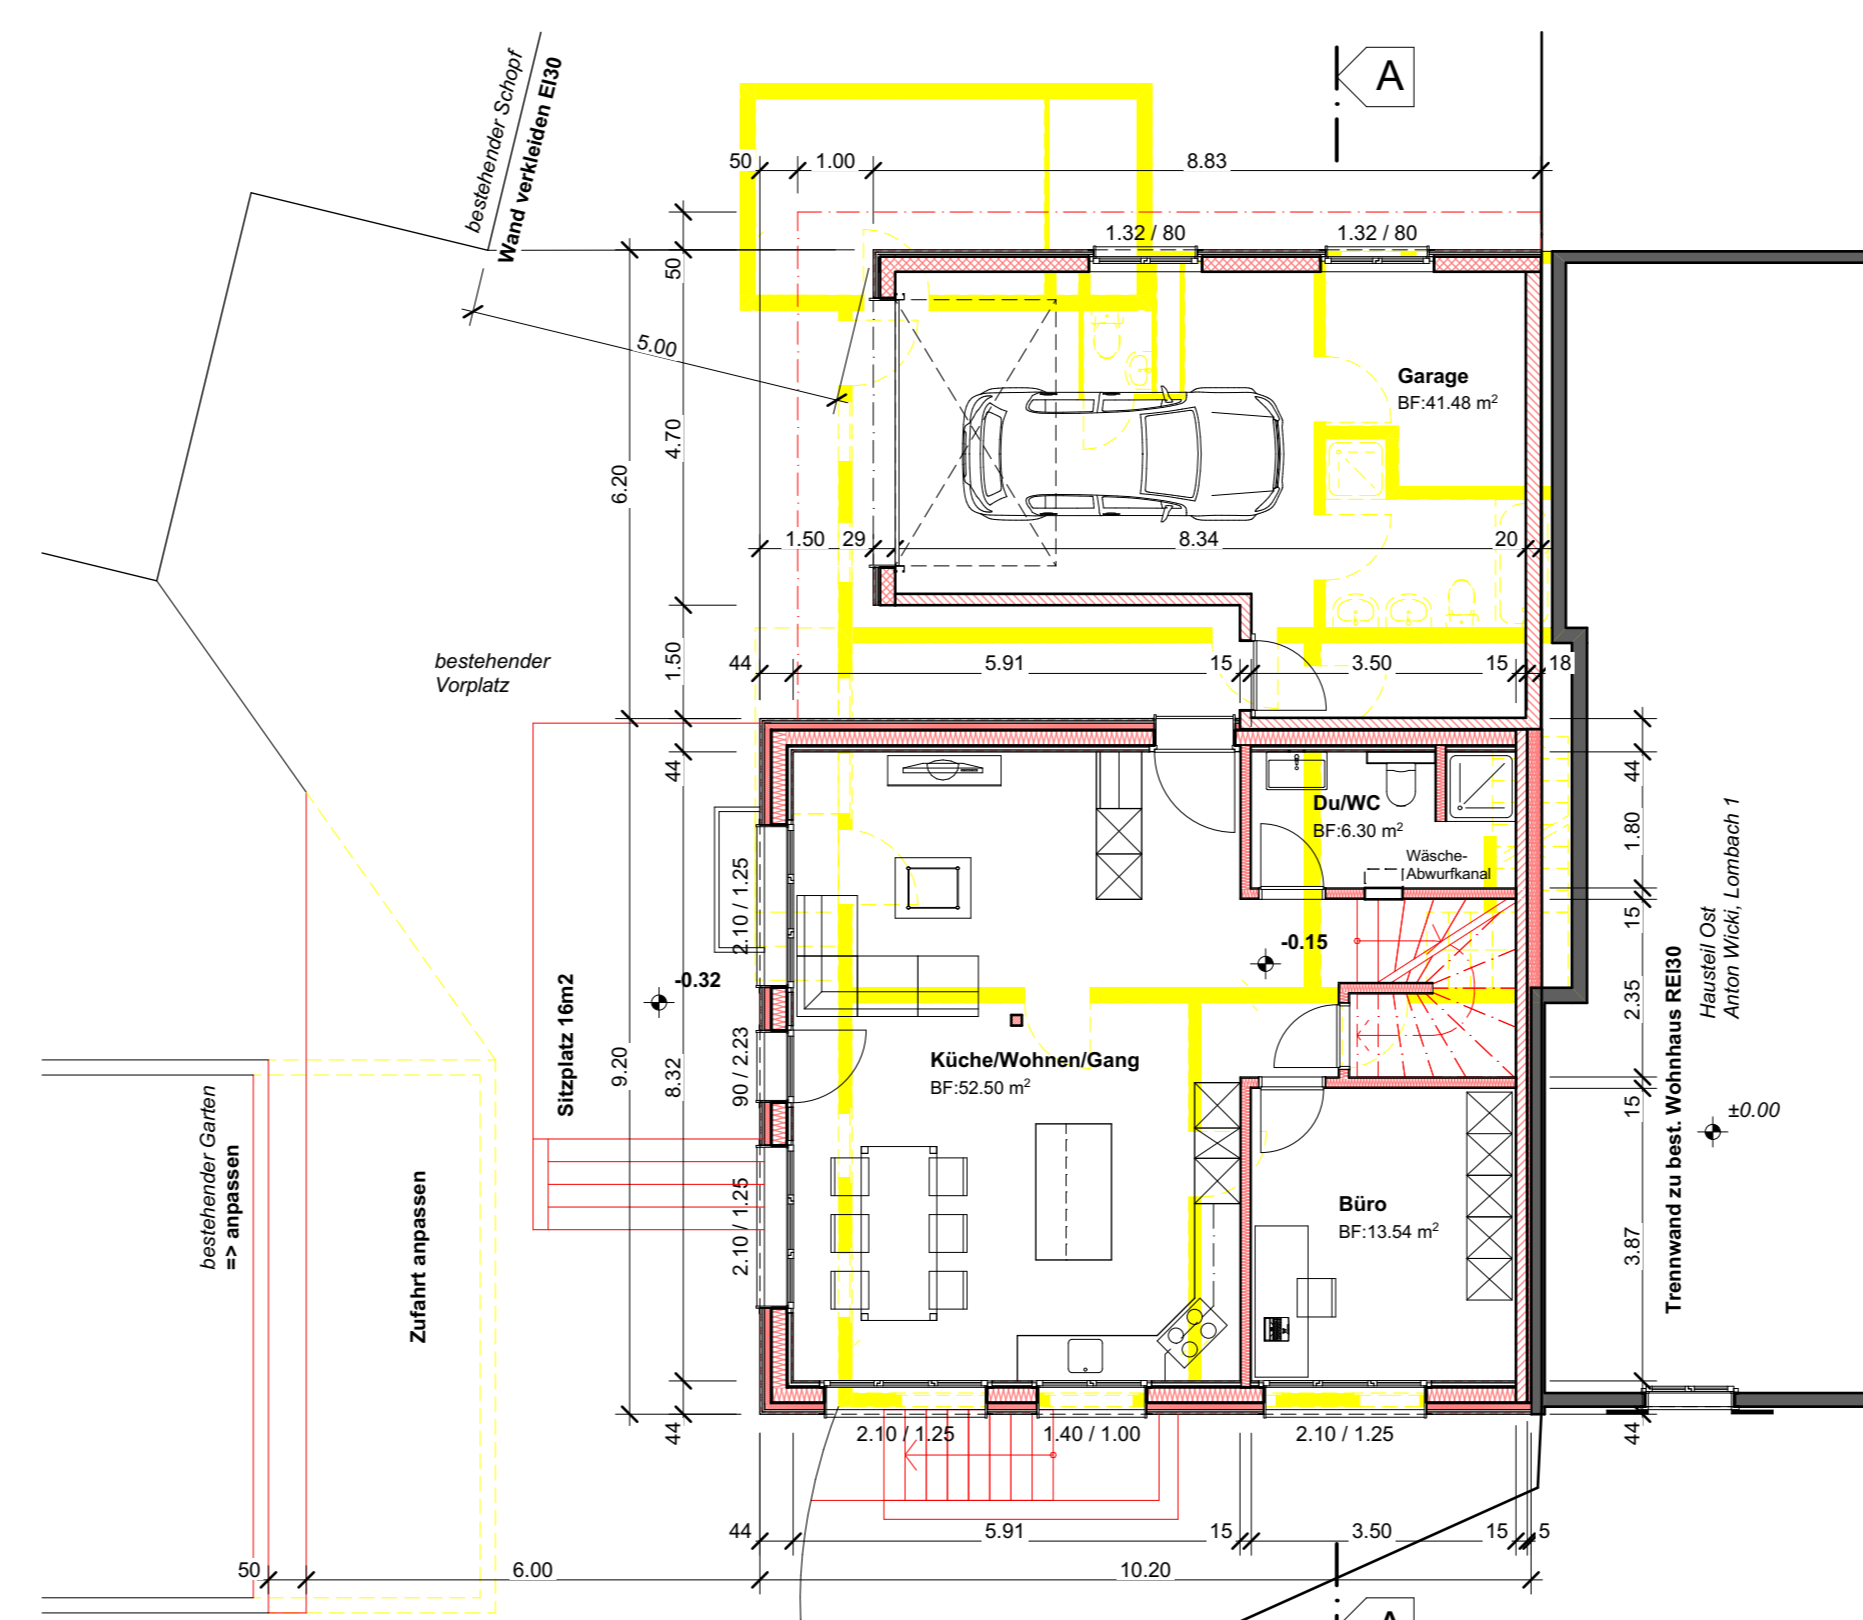 A
bestehender Schopf
Wand verkleiden EI30
50
1.00
8.83
1.32 / 80
1.32 / 80
50
5.00
Garage
BF:41.48 m²
4.70
6.20
1.50
29
8.34
20
bestehender
Vorplatz
1.50
44
5.91
15
3.50
15
18
44
44
Du/WC
BF:6.30 m²
1.80
Wäsche-
Abwurfkanal
2.10 / 1.25
15
-0.15
-0.32
Hausteil Ost
Anton Wicki, Lombach 1
Sitzplatz 16m2
2.35
Küche/Wohnen/Gang
BF:52.50 m²
90 / 2.23
9.20
8.32
15
±0.00
Trennwand zu best. Wohnhaus REI30
bestehender Garten
=> anpassen
Zufahrt anpassen
2.10 / 1.25
Büro
BF:13.54 m²
3.87
44
2.10 / 1.25
1.40 / 1.00
2.10 / 1.25
44
44
5.91
15
3.50
15
5
50
6.00
10.20
A